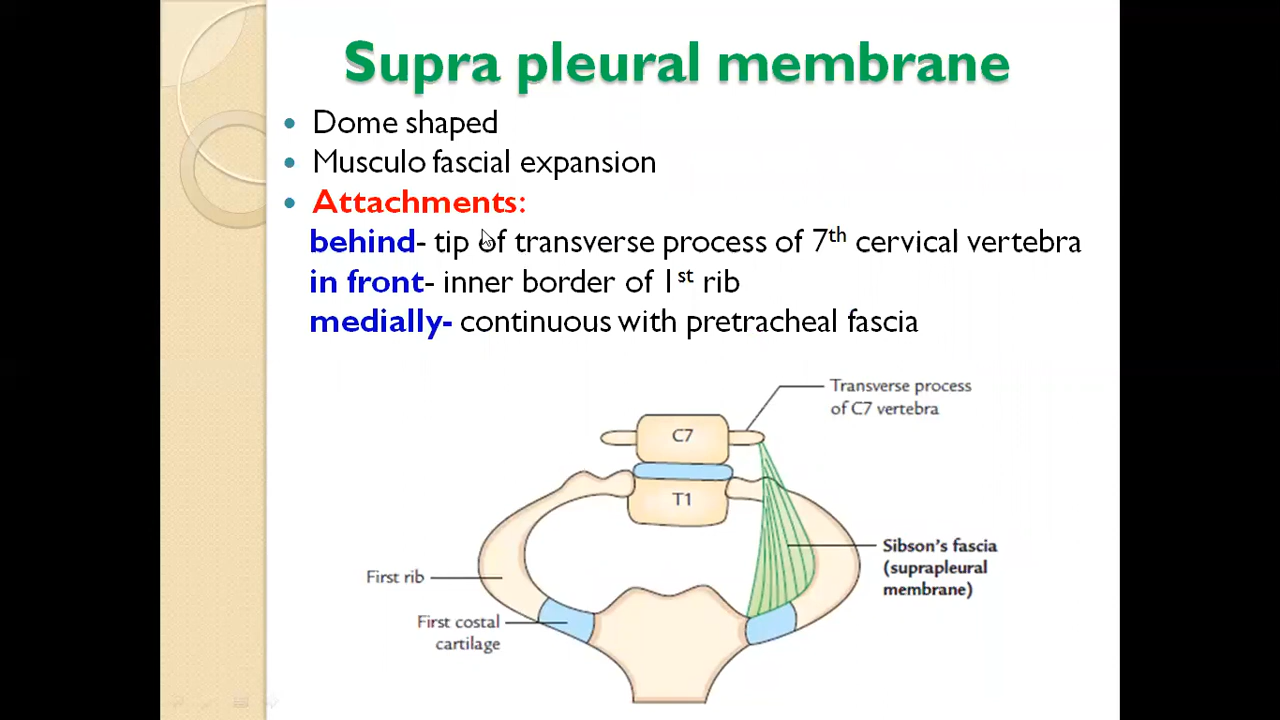 Supra pleural membrane
• Dome shaped
• Musculo fascial expansion
• Attachments:
behind- tip of transverse process of 7th cervical vertebra
in front- inner border of 1st rib
medially- continuous with pretracheal fascia
Transverse process
of C7 vertebra
C7
T1
Sibson's fascia
(suprapleural
membrane)
First rib
First costal
cartilage